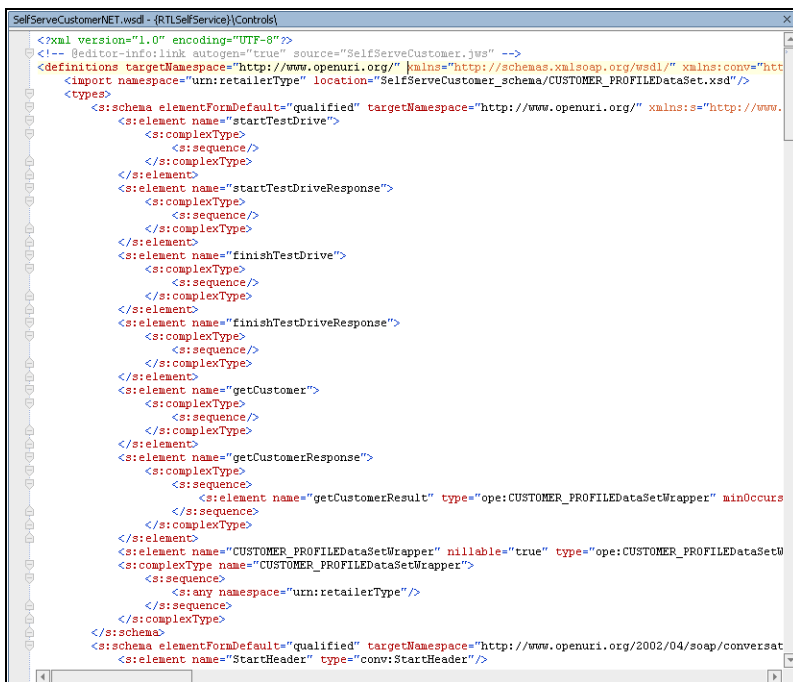 SelfServeCustomerNET.wsdl - {RTLSelfService}\Controls\
<?xml version="1.0" encoding="UTF-8"?>
<!-- @editor-info:link autogen="true" source="SelfServeCustomer.jws" -->
<definitions targetNamespace="http://www.openuri.org/" xmlns="http://schemas.xmlsoap.org/wsdl/" xmlns:conv="htt
<import namespace="urn:retailerType" location="SelfServeCustomer_schema/CUSTOMER_PROFILEDataSet.xsd"/>
<types>
<s:schema elementFormDefault="qualified" targetNamespace="http://www.openuri.org/" xmlns:s="http://www.
<s:element name="startTestDrive">
<s:complexType>
<s:sequence/>
</s:complexType>
</s:element>
<s:element name="startTestDriveResponse">
<s:complexType>
<s:sequence/>
</s:complexType>
</s:element>
<s:element name="finishTestDrive">
<s:complexType>
<s:sequence/>
</s:complexType>
</s:element>
<s:element name="finishTestDriveResponse">
<s:complexType>
<s:sequence/>
</s:complexType>
</s:element>
<s:element name="getCustomer">
<s:complexType>
<s:sequence/>
</s:complexType>
</s:element>
<s:element name="getCustomerResponse">
<s:complexType>
<s:sequence>
<s:element name="getCustomerResult" type="ope:CUSTOMER_PROFILEDataSetWrapper" minOccurs
</s:sequence>
</s:complexType>
</s:element>
<s:element name="CUSTOMER_PROFILEDataSetWrapper" nillable="true" type="ope:CUSTOMER_PROFILEDataSetW
<s:complexType name="CUSTOMER_PROFILEDataSetWrapper">
<s:sequence>
<s:any namespace="urn:retailerType"/>
</s:sequence>
</s:complexType>
</s:schema>
<s:schema elementFormDefault="qualified" targetNamespace="http://www.openuri.org/2002/04/soap/conversat
<s:element name="StartHeader" type="conv:StartHeader"/>